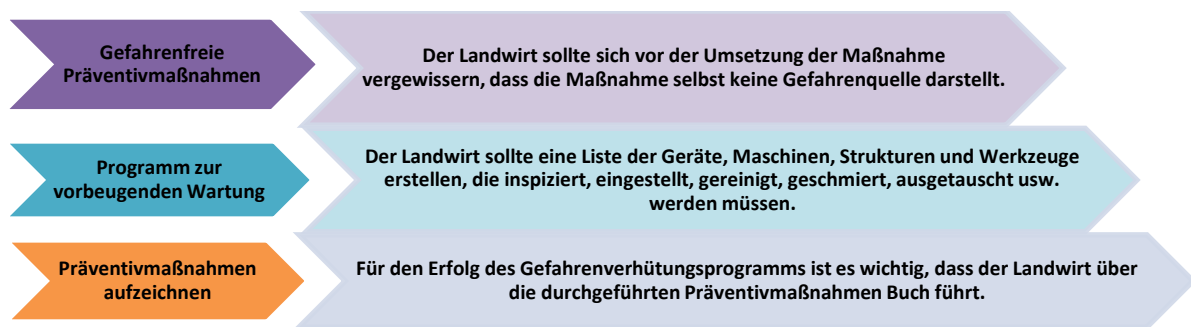 Gefahrenfreie
Präventivmaßnahmen
Der Landwirt sollte sich vor der Umsetzung der Maßnahme
vergewissern, dass die Maßnahme selbst keine Gefahrenquelle darstellt.
Programm zur
vorbeugenden Wartung
Der Landwirt sollte eine Liste der Geräte, Maschinen, Strukturen und Werkzeuge
erstellen, die inspiziert, eingestellt, gereinigt, geschmiert, ausgetauscht usw.
werden müssen.
Präventivmaßnahmen
aufzeichnen
Für den Erfolg des Gefahrenverhütungsprogramms ist es wichtig, dass der Landwirt über
die durchgeführten Präventivmaßnahmen Buch führt.